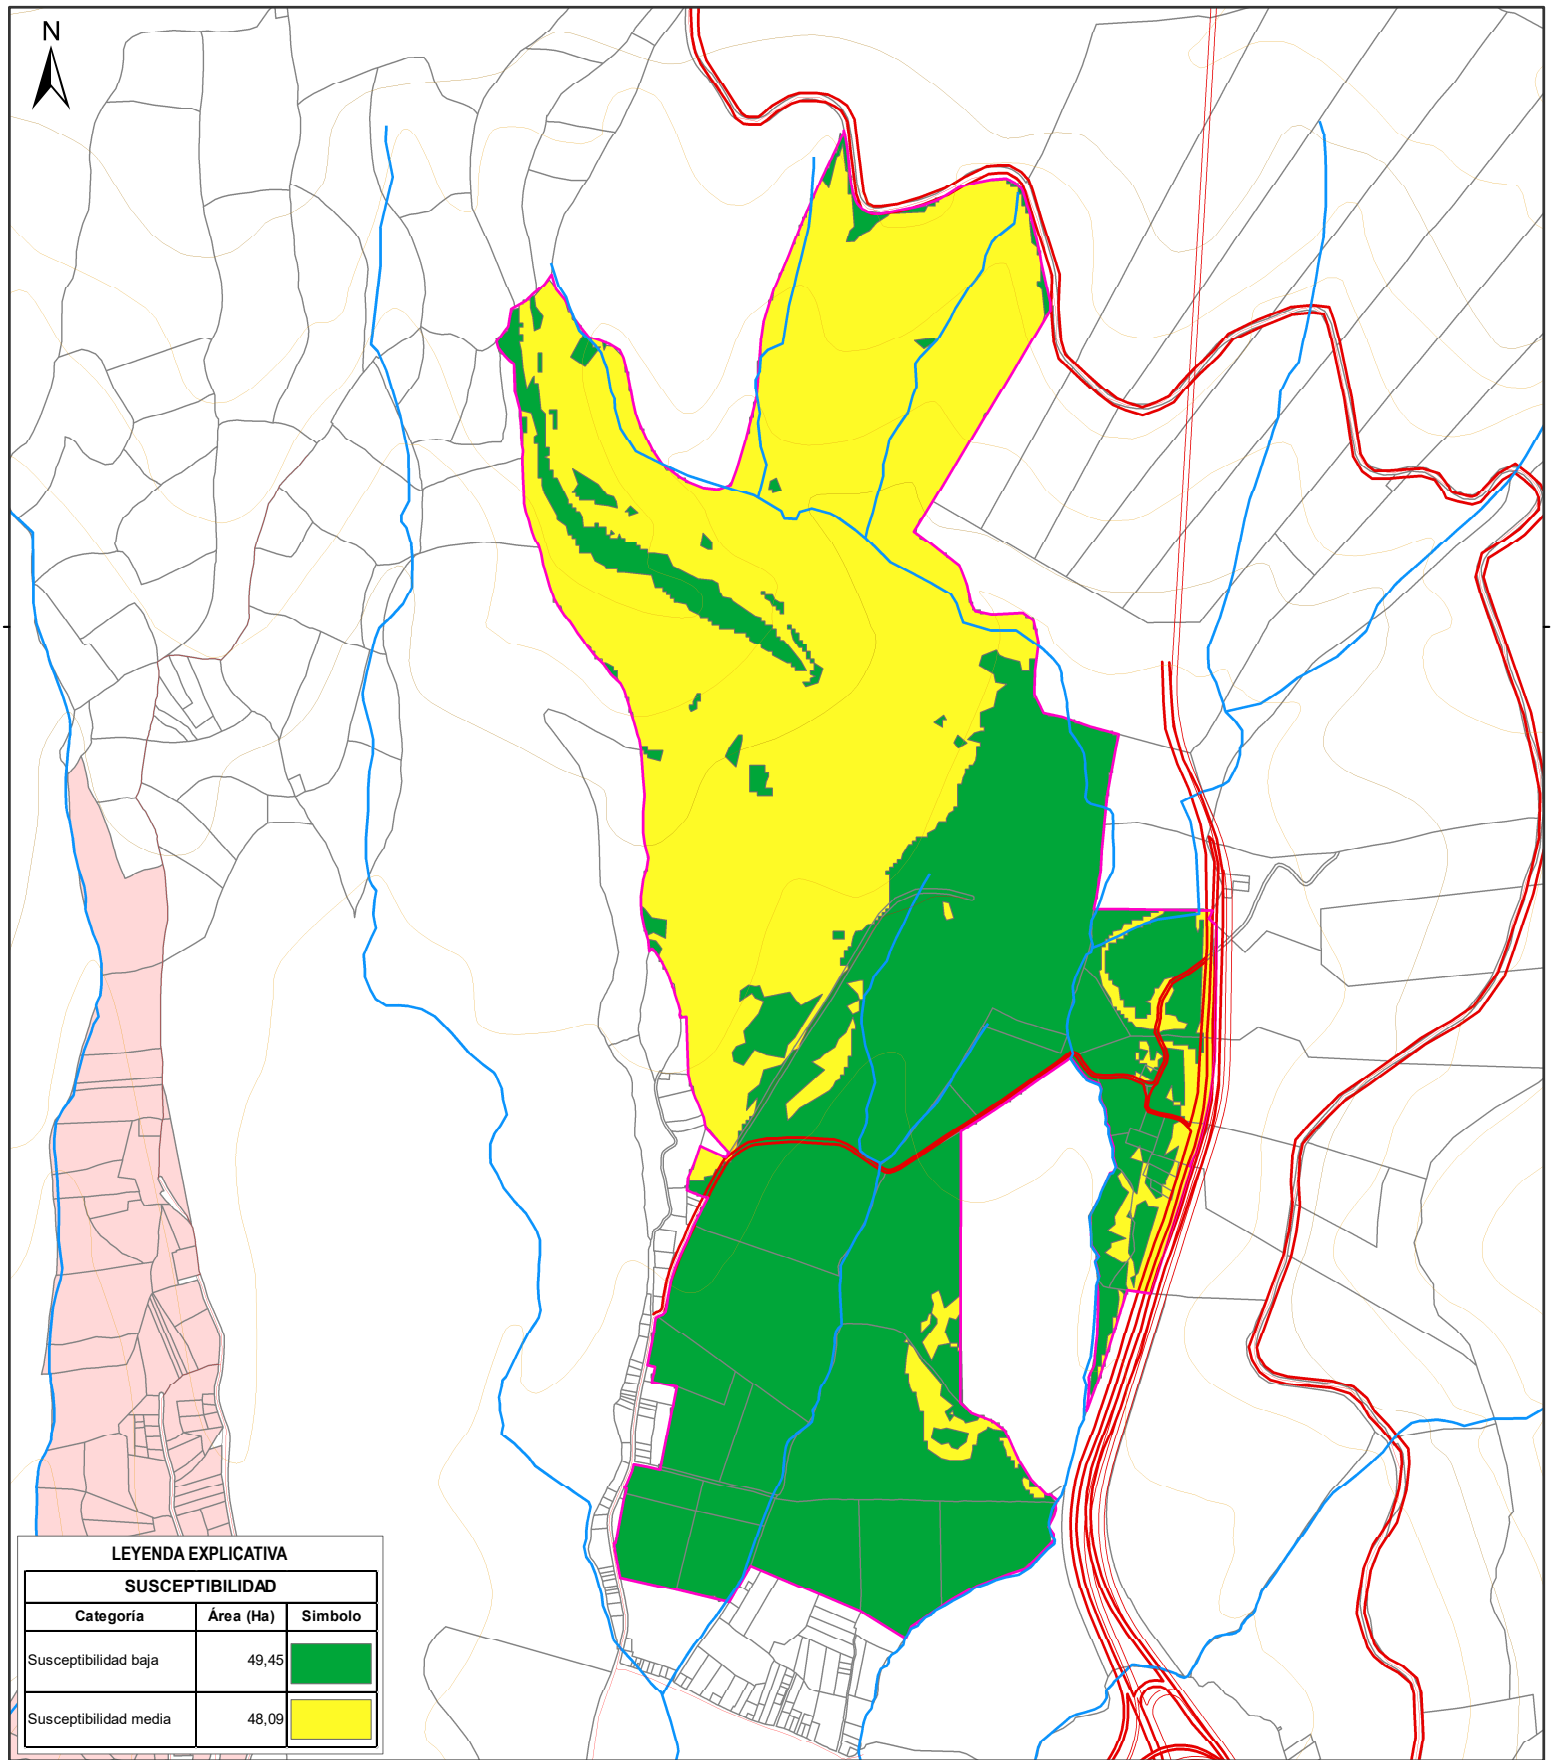 N
LEYENDA EXPLICATIVA
SUSCEPTIBILIDAD
Categoría Área (Ha) Simbolo
Susceptibilidad baja 49,45
Susceptibilidad media 48,09